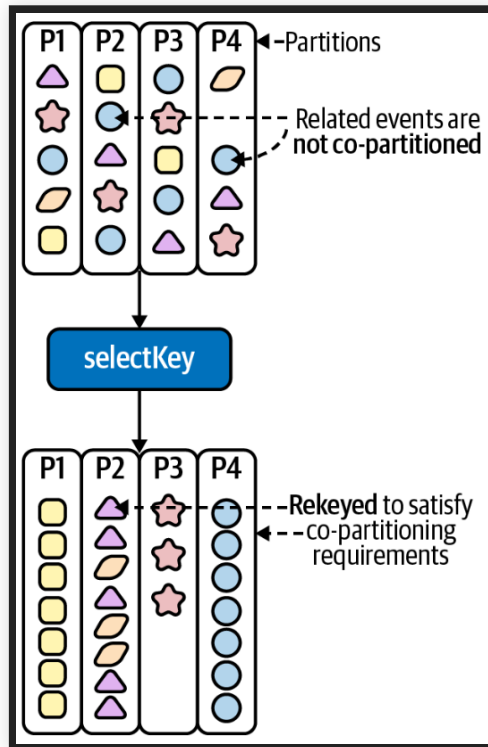 P1 P2 P3 P4
Partitions
Related events are
not co-partitioned
selectKey
P1 P2 P3 P4
Rekeyed to satisfy
co-partitioning
requirements